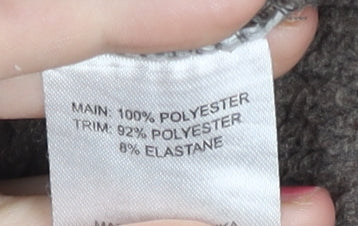 MAIN: 100% POLYESTER
TRIM: 92% POLYESTER
8% ELASTANE